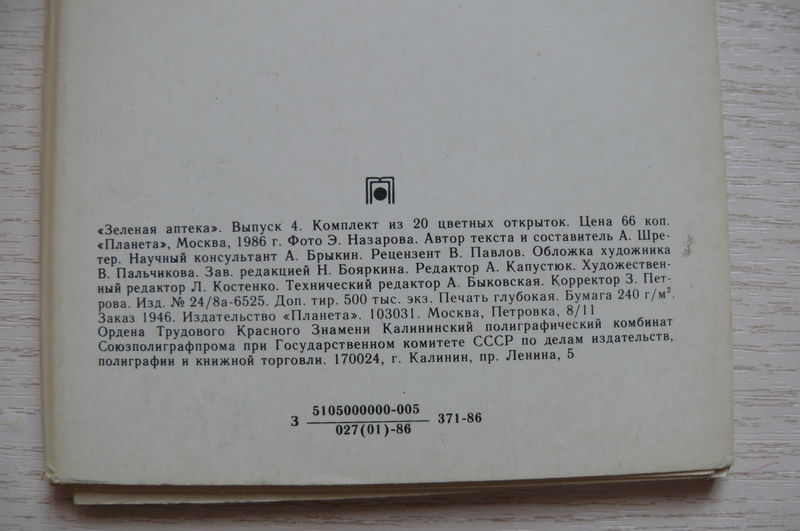 «Зеленая аптека». Выпуск 4. Комплект из 20 цветных открыток. Цена 66 коп.
«Планета», Москва, 1986 г. Фото Э. Назарова. Автор текста и составитель А. Шре-
тер. Научный консультант А. Брыкин. Рецензент В. Павлов. Обложка художника
В. Пальчикова. Зав. редакцией Н. Бояркина. Редактор А. Капустюк. Художествен-
ный редактор Л. Костенко. Технический редактор А. Быковская. Корректор З. Пет-
рова. Изд. № 24/8а-6525. Доп. тир. 500 тыс. экз. Печать глубокая. Бумага 240 г/м².
Заказ 1946. Издательство «Планета». 103031. Москва, Петровка, 8/11
Ордена Трудового Красного Знамени Калининский полиграфический комбинат
Союзполиграфпрома при Государственном комитете СССР по делам издательств,
полиграфии и книжной торговли. 170024, г. Калинин, пр. Ленина, 5
5105000000-005
З 371-86
027(01)-86